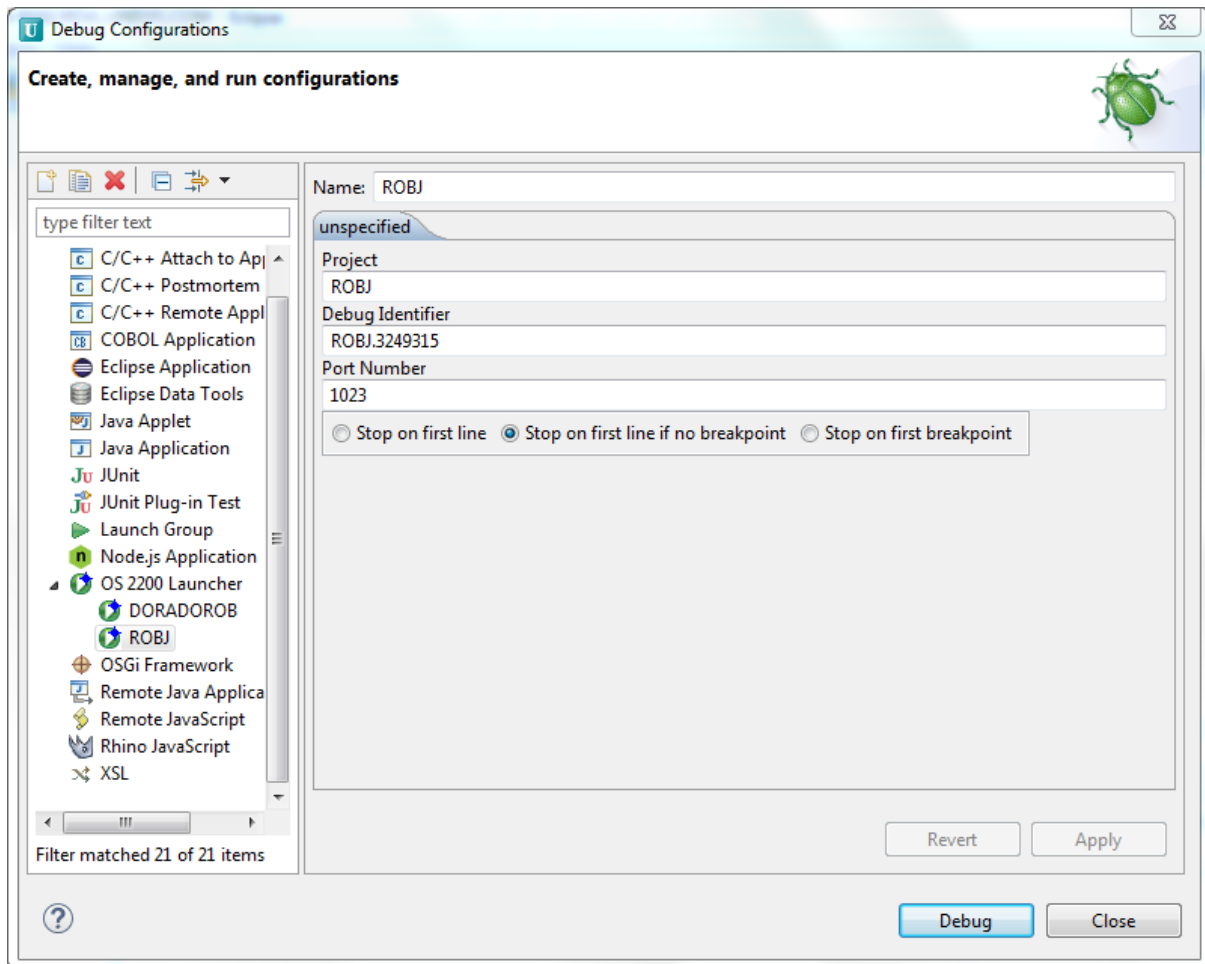 Debug Configurations
Create, manage, and run configurations
type filter text
C/C++ Attach to Ap
C/C++ Postmortem
C/C++ Remote Appl
COBOL Application
Eclipse Application
Eclipse Data Tools
Java Applet
Java Application
JUnit
JUnit Plug-in Test
Launch Group
Node.js Application
OS 2200 Launcher
DORADOROB
ROBJ
OSGi Framework
Remote Java Applica
Remote JavaScript
Rhino JavaScript
XSL
Filter matched 21 of 21 items
Name: ROBJ
unspecified
Project
ROBJ
Debug Identifier
ROBJ.3249315
Port Number
1023
Stop on first line Stop on first line if no breakpoint Stop on first breakpoint
Revert Apply
Debug Close